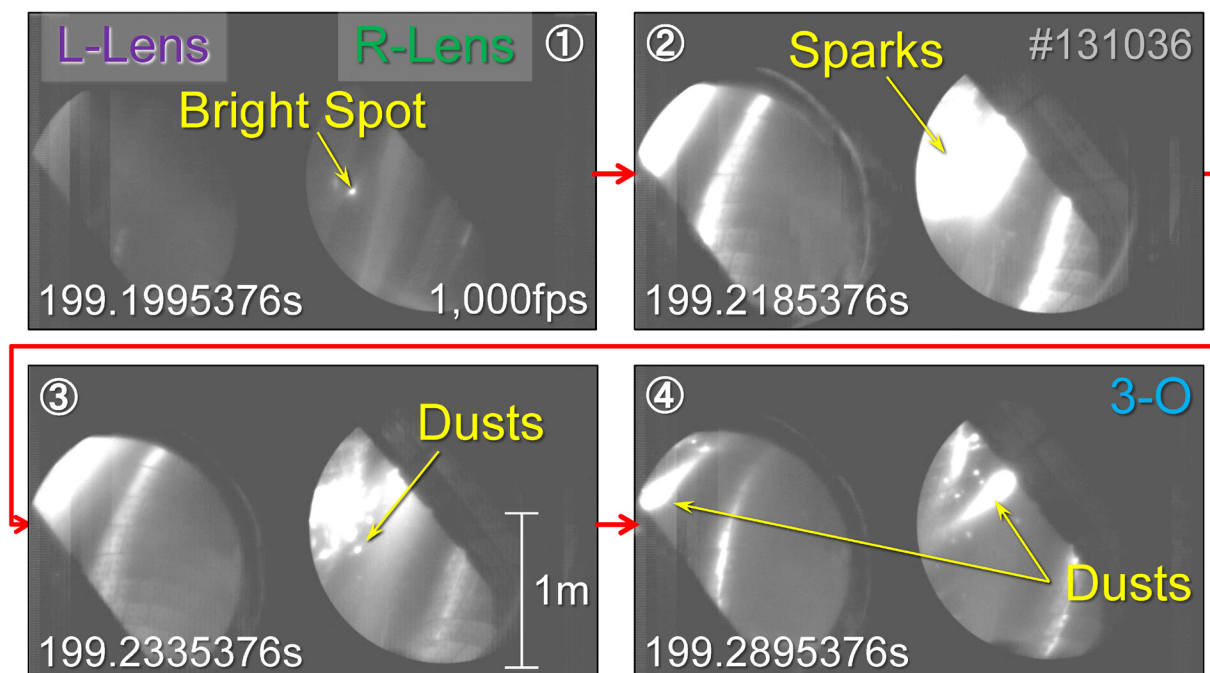 L-Lens R-Lens ①
Bright Spot
199.1995376s 1,000fps
② #131036
Sparks
199.2185376s
③
Dusts
1m
199.2335376s
④ 3-O
Dusts
199.2895376s